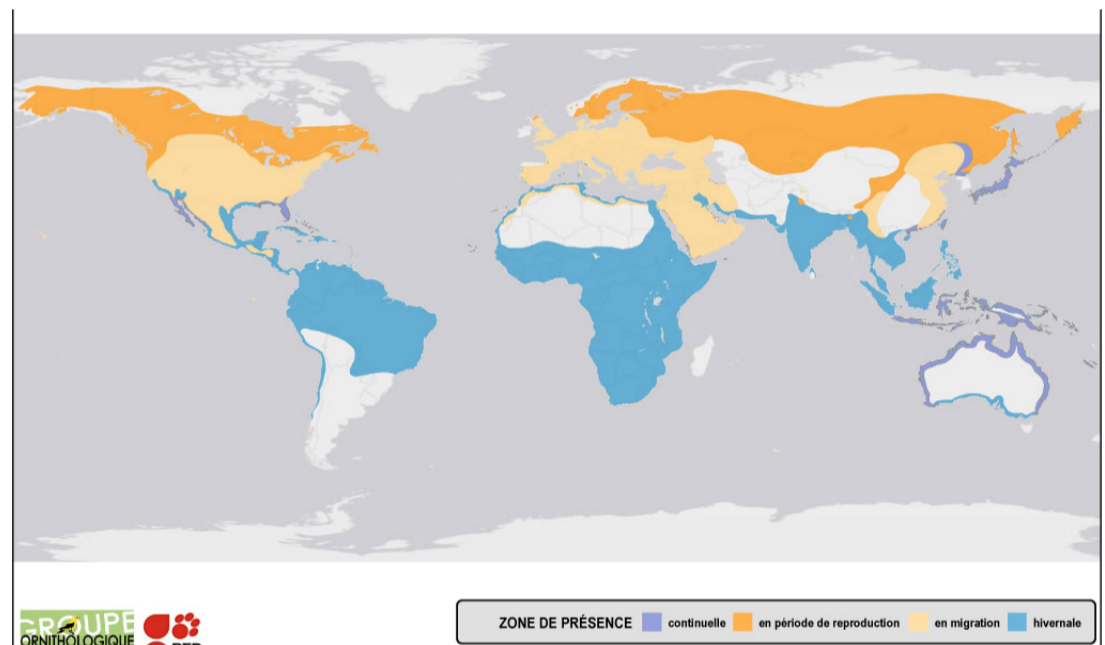 GROUPE
ORNITHOLOGIQUE
ZONE DE PRÉSENCE continuelle en période de reproduction en migration hivernale